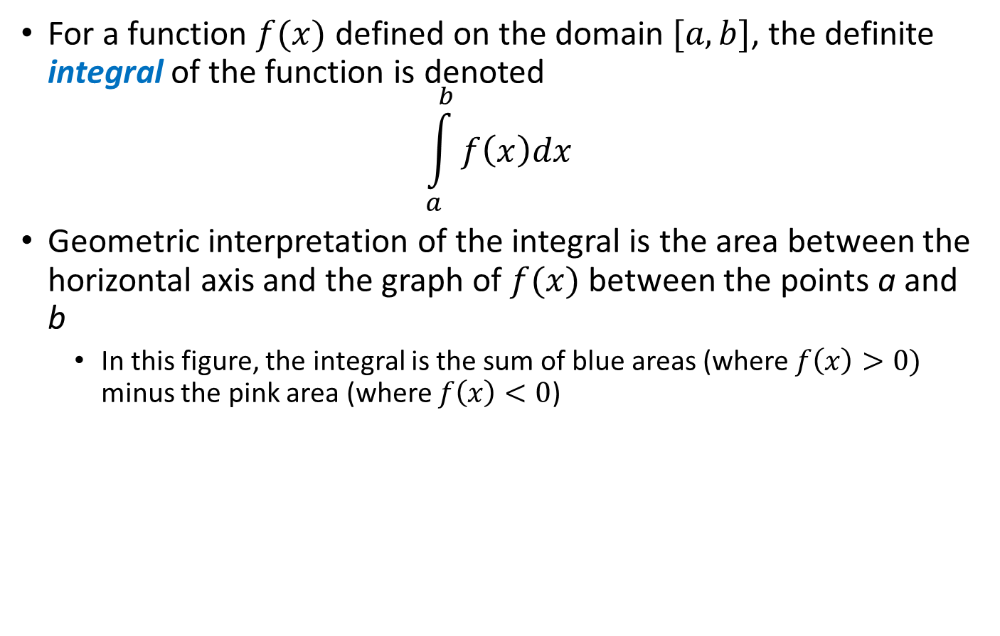 • For a function f(x) defined on the domain [a, b], the definite
integral of the function is denoted
b
∫ f(x)dx
a
• Geometric interpretation of the integral is the area between the
horizontal axis and the graph of f(x) between the points a and
b
• In this figure, the integral is the sum of blue areas (where f(x) > 0)
minus the pink area (where f(x) < 0)